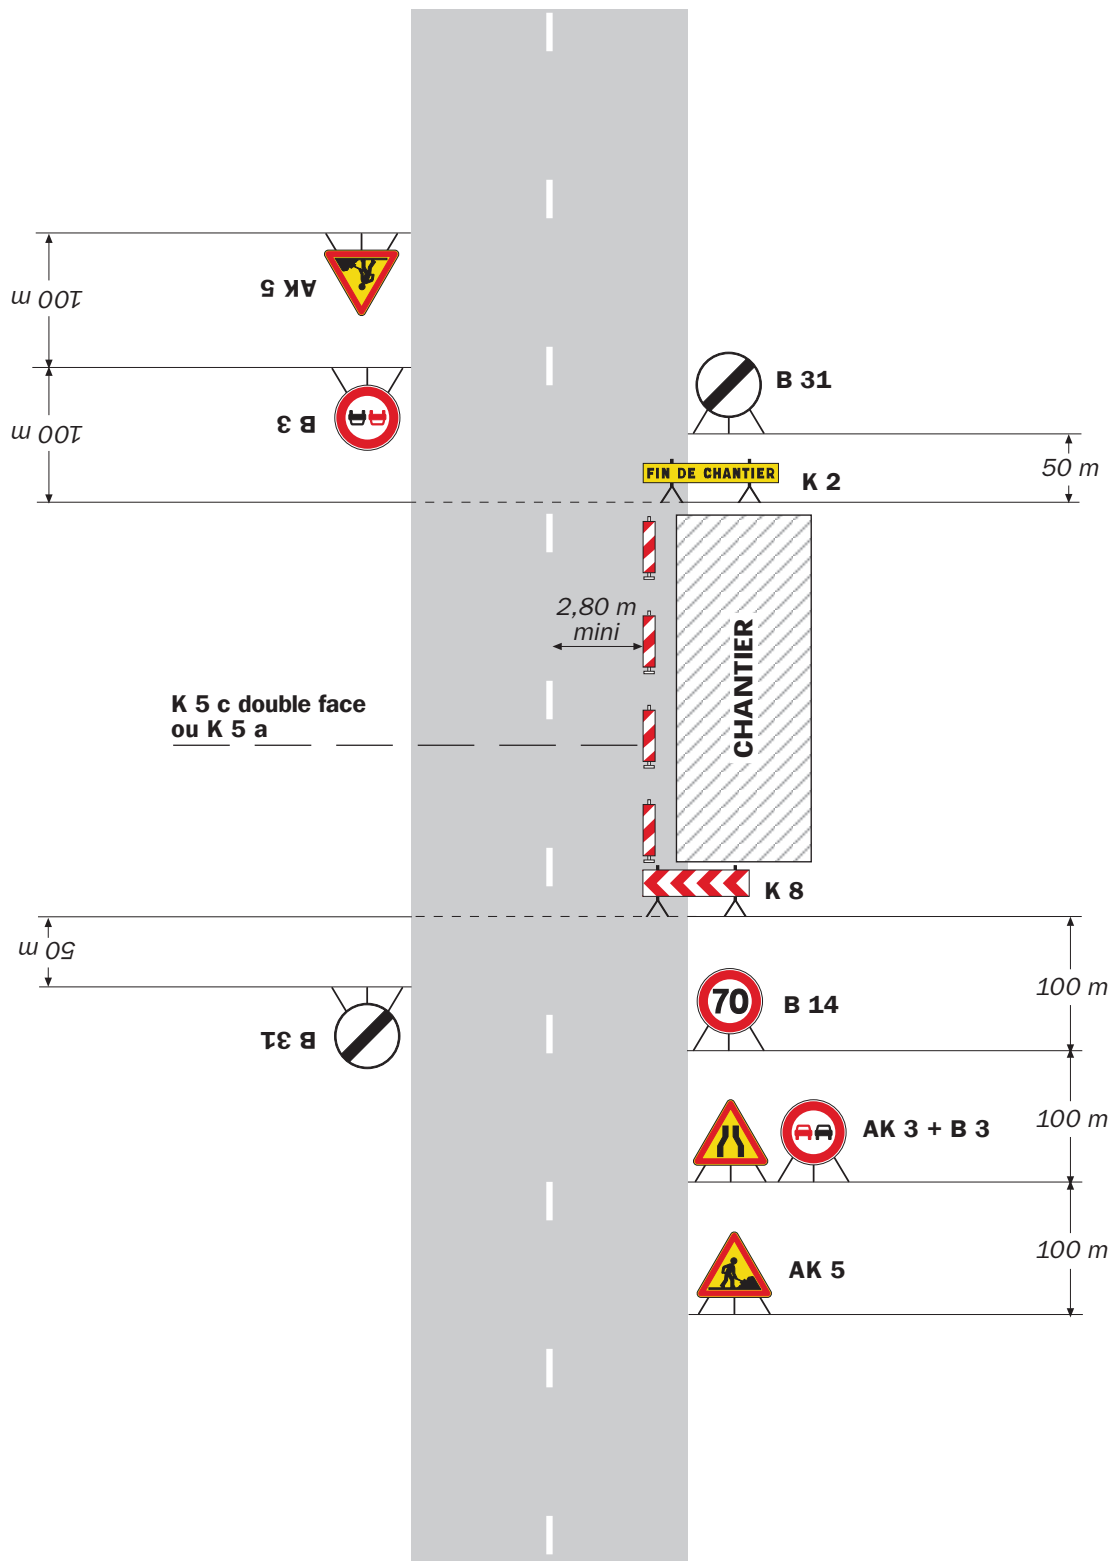 AK 5
100 m
B 3
100 m
B 31
50 m
FIN DE CHANTIER
K 2
2,80 m
mini
CHANTIER
K 5 c double face
ou K 5 a
K 8
50 m
B 31
100 m
70
B 14
100 m
AK 3 + B 3
100 m
AK 5